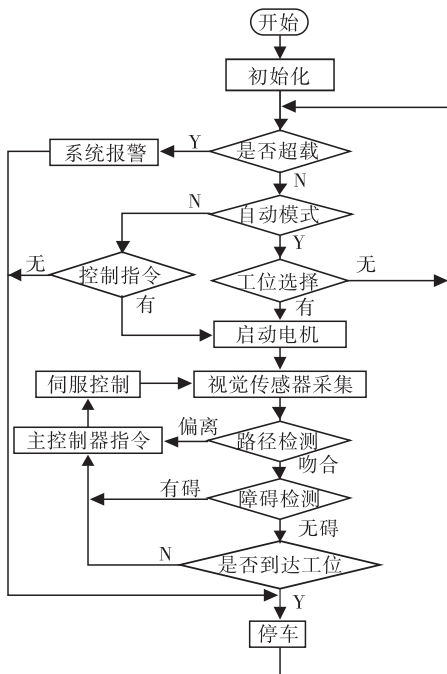 开始
初始化
是否超载
Y
系统报警
N
自动模式
N
Y
控制指令
无
有
工位选择
无
有
启动电机
视觉传感器采集
伺服控制
路径检测
偏离
主控制器指令
吻合
障碍检测
有碍
无碍
是否到达工位
N
Y
停车